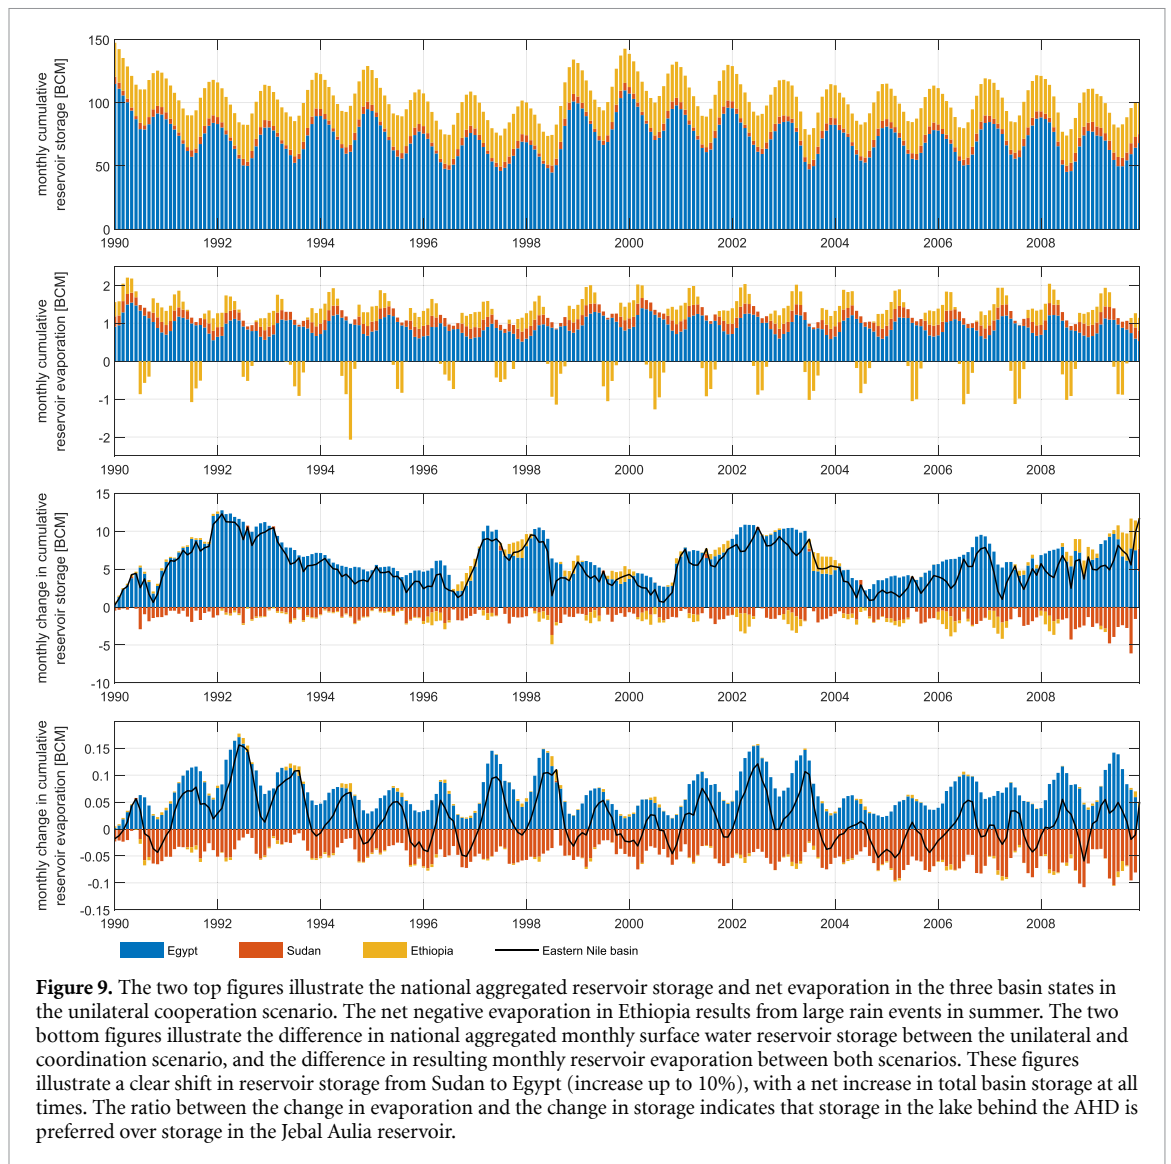 monthly cumulative
reservoir storage [BCM]
150
100
50
0
1990 1992 1994 1996 1998 2000 2002 2004 2006 2008
monthly cumulative
reservoir evaporation [BCM]
2
1
0
-1
-2
1990 1992 1994 1996 1998 2000 2002 2004 2006 2008
monthly change in cumulative
reservoir storage [BCM]
15
10
5
0
-5
-10
1990 1992 1994 1996 1998 2000 2002 2004 2006 2008
monthly change in cumulative
reservoir evaporation [BCM]
0.15
0.1
0.05
0
-0.05
-0.1
-0.15
1990 1992 1994 1996 1998 2000 2002 2004 2006 2008
Egypt Sudan Ethiopia Eastern Nile basin
Figure 9. The two top figures illustrate the national aggregated reservoir storage and net evaporation in the three basin states in
the unilateral cooperation scenario. The net negative evaporation in Ethiopia results from large rain events in summer. The two
bottom figures illustrate the difference in national aggregated monthly surface water reservoir storage between the unilateral and
coordination scenario, and the difference in resulting monthly reservoir evaporation between both scenarios. These figures
illustrate a clear shift in reservoir storage from Sudan to Egypt (increase up to 10%), with a net increase in total basin storage at all
times. The ratio between the change in evaporation and the change in storage indicates that storage in the lake behind the AHD is
preferred over storage in the Jebal Aulia reservoir.